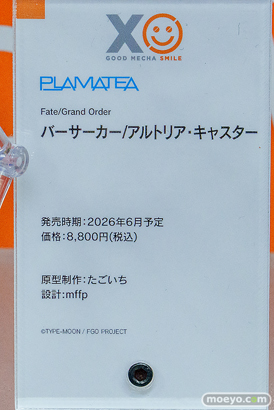 XO
GOOD MECHA SMILE
PLAMATEA
Fate/Grand Order
バーサーカー/アルトリア・キャスター
発売時期：2026年6月予定
価格：8,800円(税込)
原型制作：たごいち
設計：mffp
©TYPE-MOON / FGO PROJECT
moeyo.com